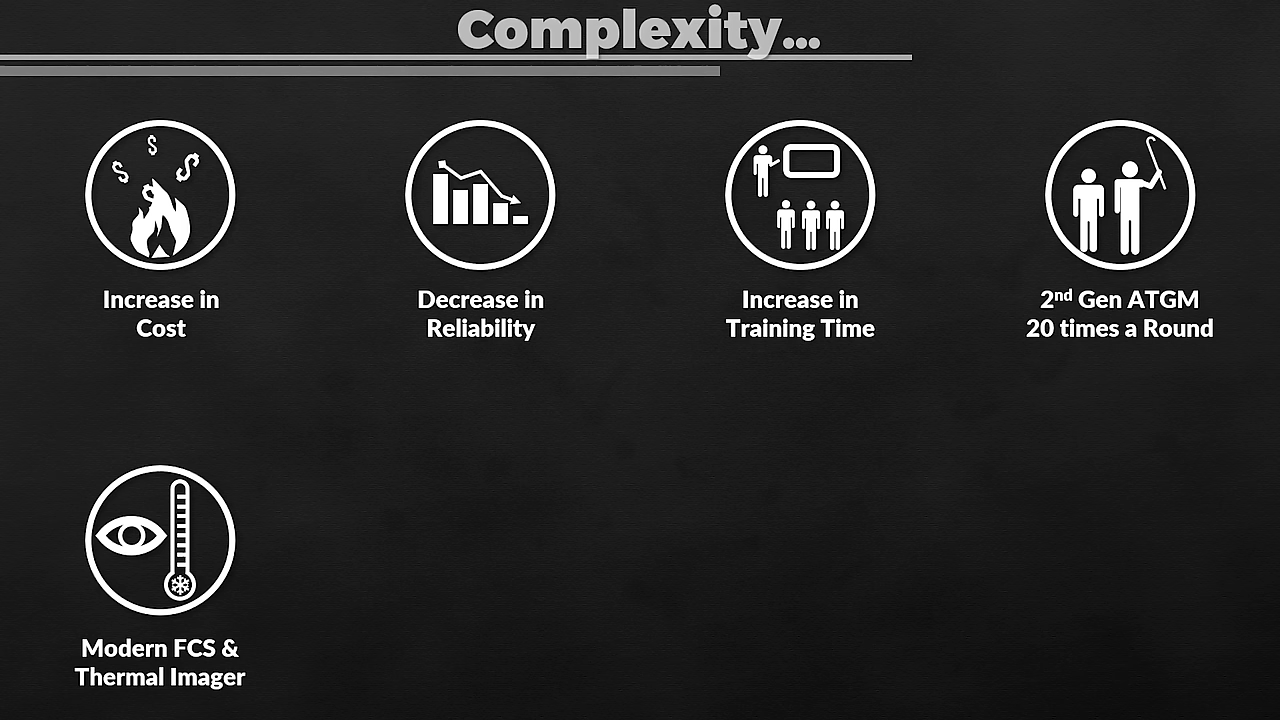 Complexity...
Increase in
Cost
Decrease in
Reliability
Increase in
Training Time
2nd Gen ATGM
20 times a Round
Modern FCS &
Thermal Imager